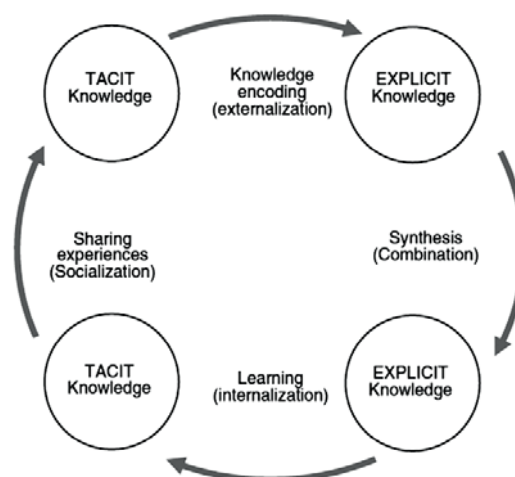 TACIT
Knowledge
Knowledge
encoding
(externalization)
EXPLICIT
Knowledge
Sharing
experiences
(Socialization)
Synthesis
(Combination)
TACIT
Knowledge
Learning
(internalization)
EXPLICIT
Knowledge